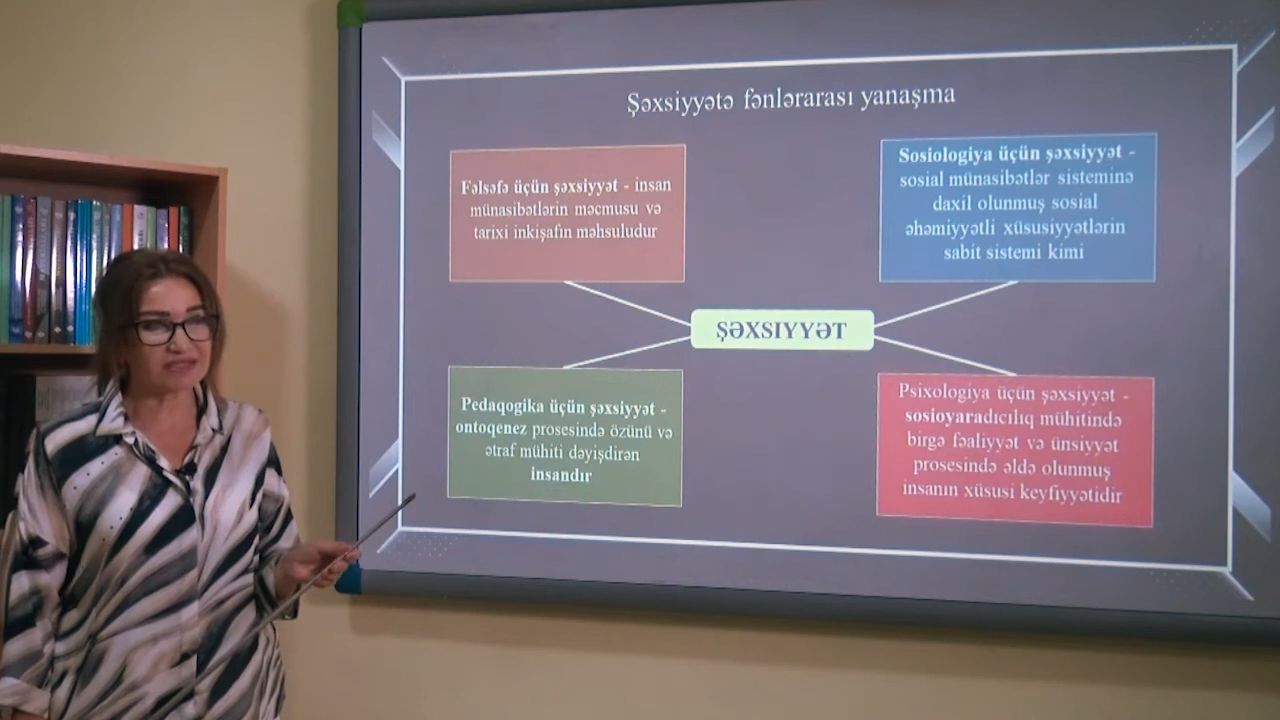 Şəxsiyyətə fənlərarası yanaşma
Fəlsəfə üçün şəxsiyyət - insan
münasibətlərin məcmusu və
tarixi inkişafın məhsuludur
Sosiologiya üçün şəxsiyyət -
sosial münasibətlər sisteminə
daxil olunmuş sosial
əhəmiyyətli xüsusiyyətlərin
sabit sistemi kimi
ŞƏXSIYYƏT
Pedaqogika üçün şəxsiyyət -
ontoqenez prosesində özünü və
ətraf mühiti dəyişdirən
insandır
Psixologiya üçün şəxsiyyət -
sosioyaradıcılıq mühitində
birgə fəaliyyət və ünsiyyət
prosesində əldə olunmuş
insanın xüsusi keyfiyyətidir